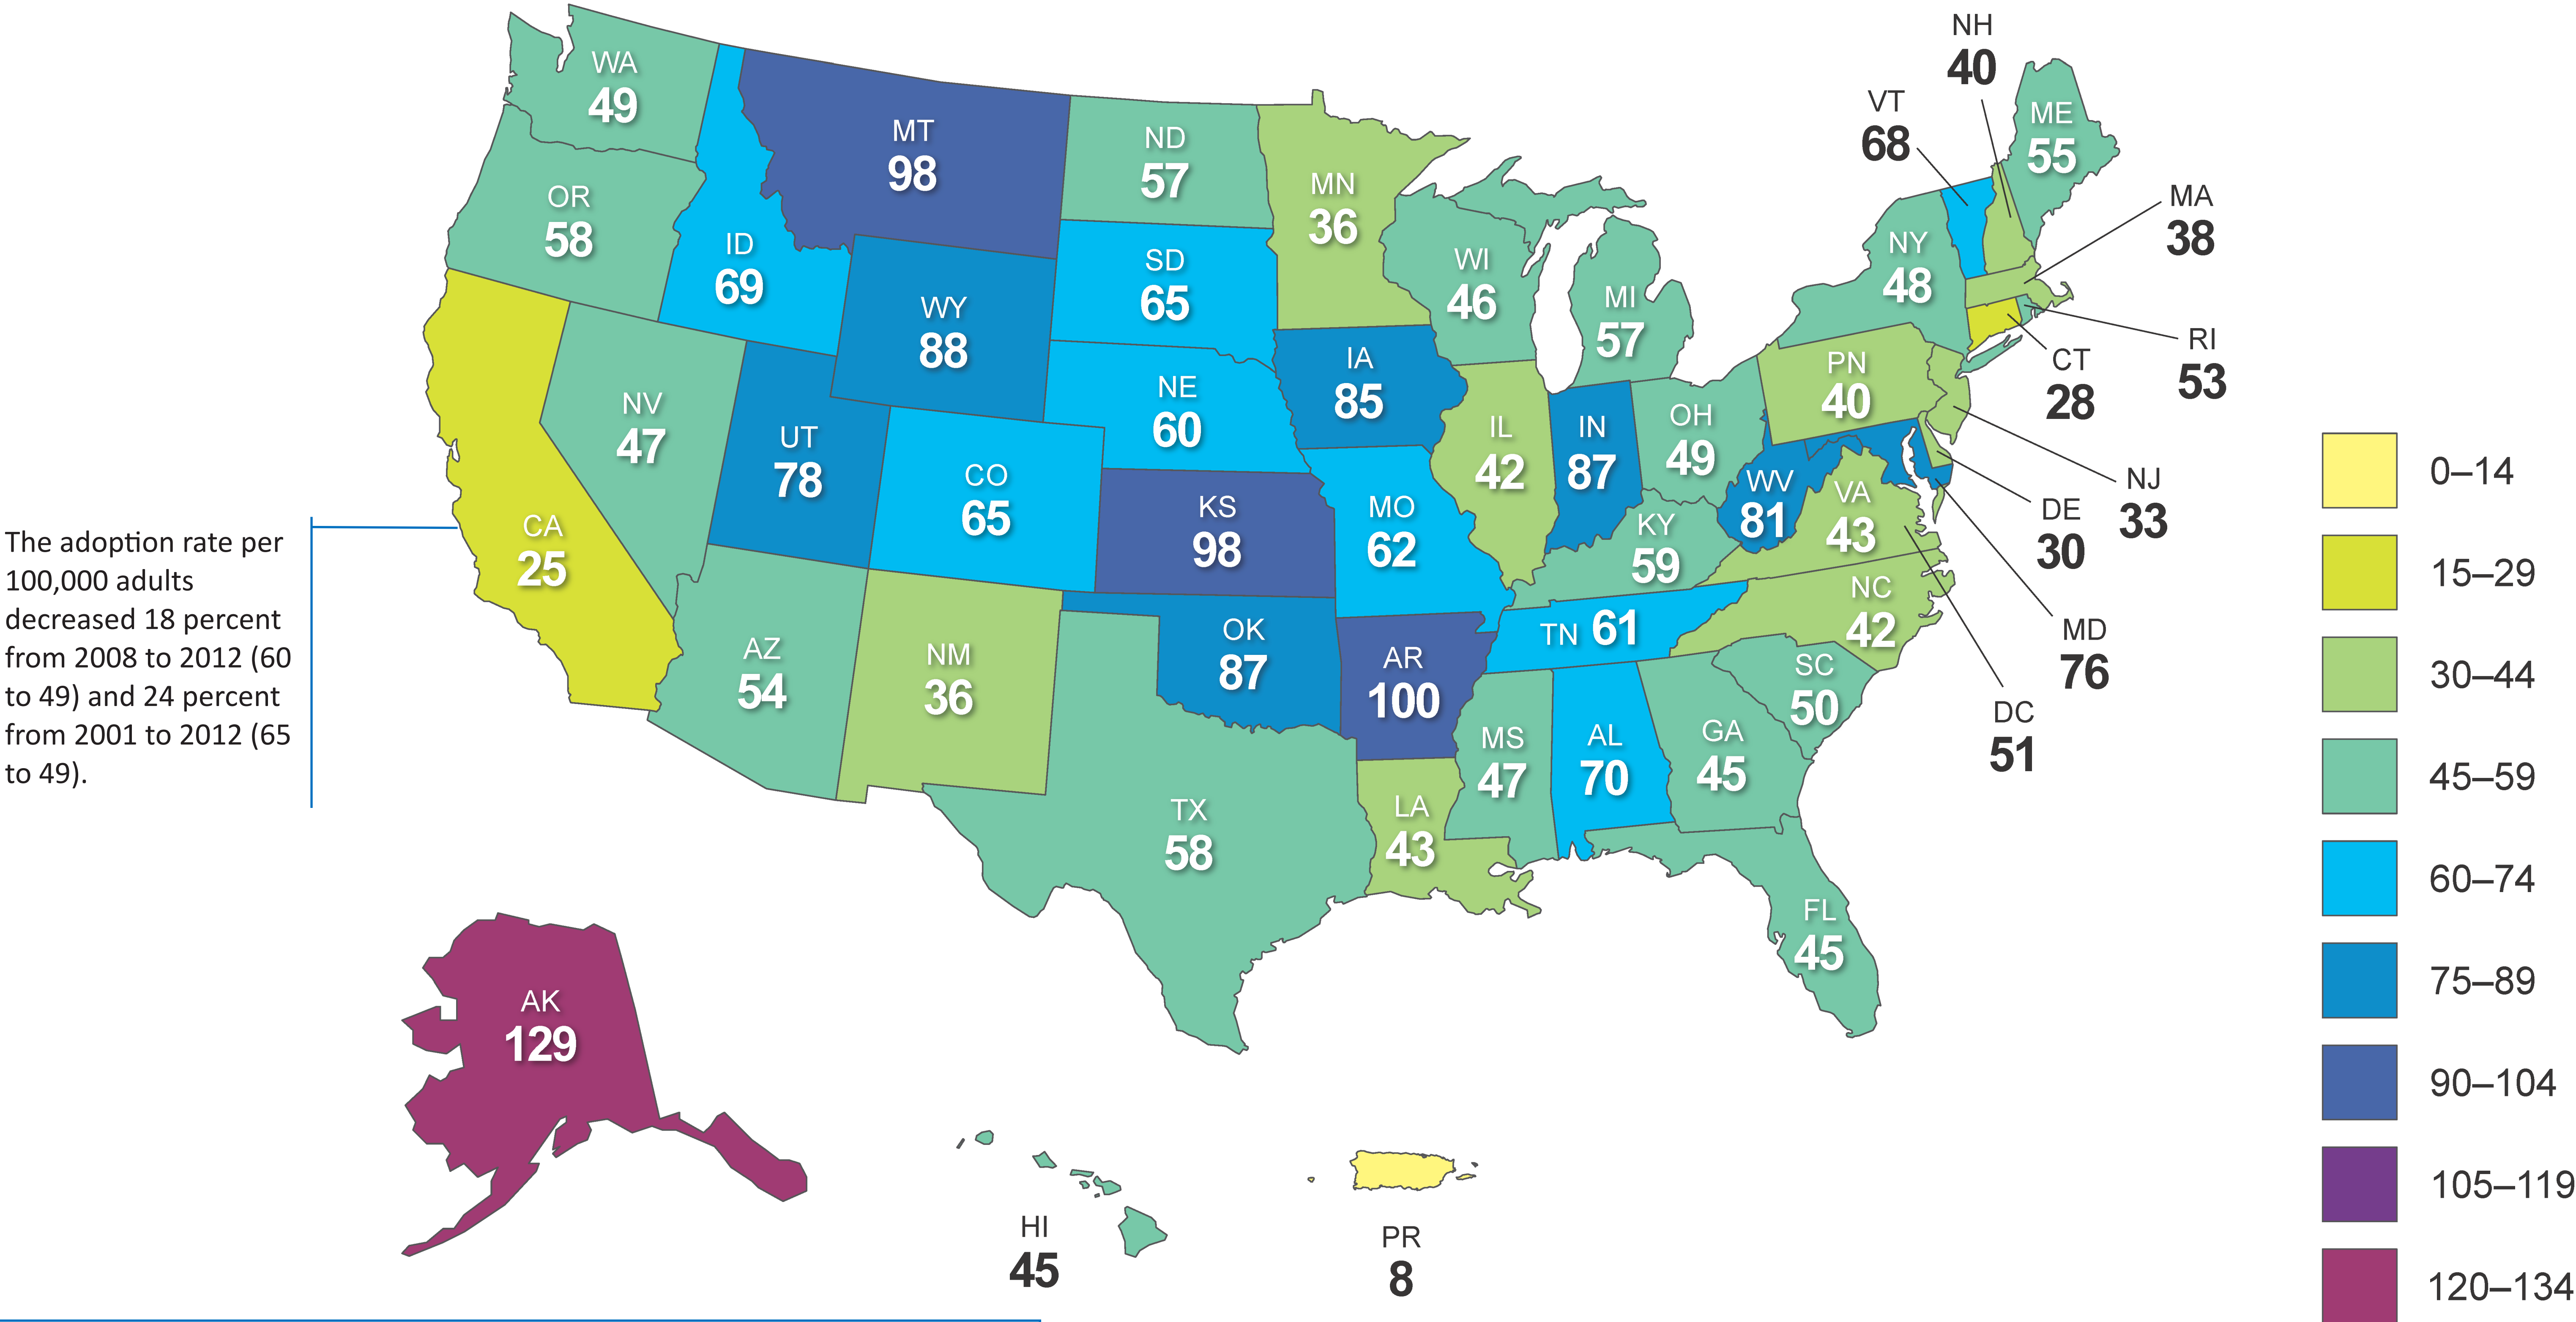 NH
40
VT
68
WA
49
ME
55
MT
98
ND
57
MN
36
OR
58
MA
38
ID
69
NY
48
SD
65
WI
46
WY
88
MI
57
RI
53
IA
85
PN
40
CT
28
NE
60
NV
47
OH
49
IN
87
IL
42
UT
78
CO
65
NJ
33
WV
81
VA
43
KS
98
MO
62
DE
30
KY
59
CA
25
The adoption rate per
100,000 adults
decreased 18 percent
from 2008 to 2012 (60
to 49) and 24 percent
from 2001 to 2012 (65
to 49).
NC
42
TN 61
OK
87
MD
76
AZ
54
NM
36
AR
100
SC
50
DC
51
MS
47
AL
70
GA
45
TX
58
LA
43
FL
45
AK
129
HI
45
PR
8
0–14
15–29
30–44
45–59
60–74
75–89
90–104
105–119
120–134